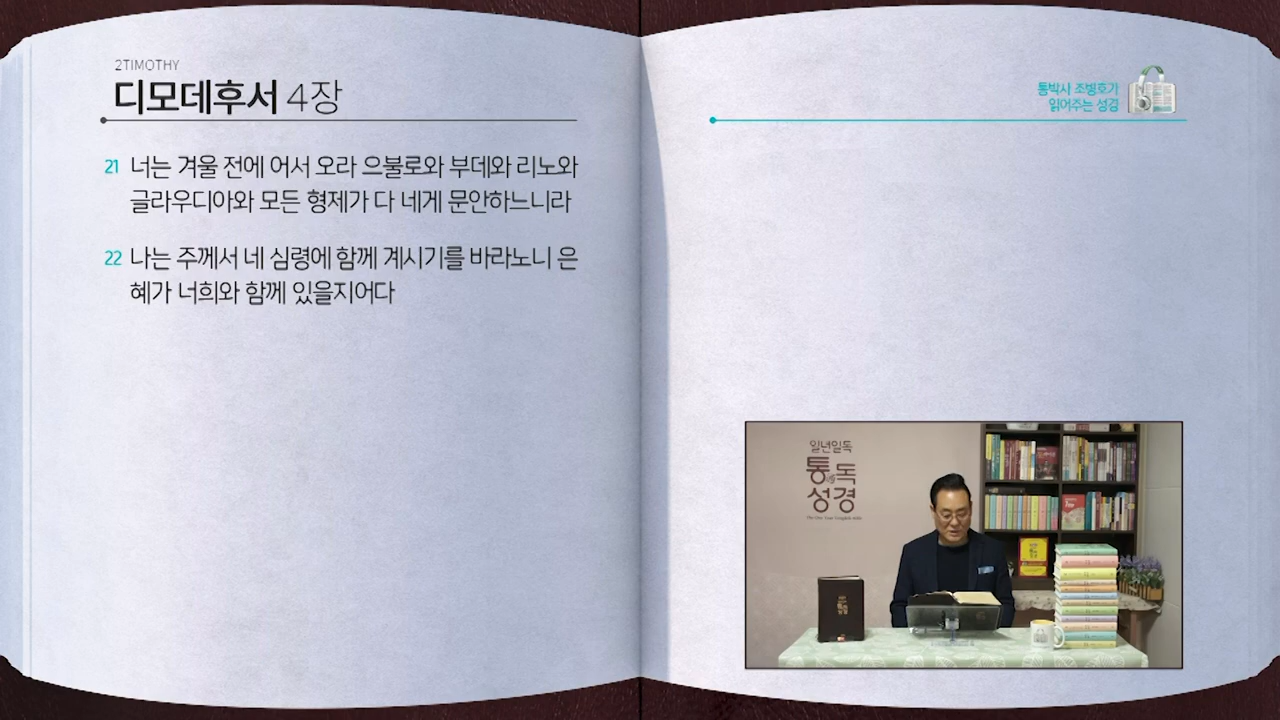 2TIMOTHY
디모데후서 4장
21 너는 겨울 전에 어서 오라 으불로와 부데와 리노와
글라우디아와 모든 형제가 다 네게 문안하느니라
22 나는 주께서 네 심령에 함께 계시기를 바라노니 은
혜가 너희와 함께 있을지어다
통박사 조병호가
읽어주는 성경
일년일독
통독
성경